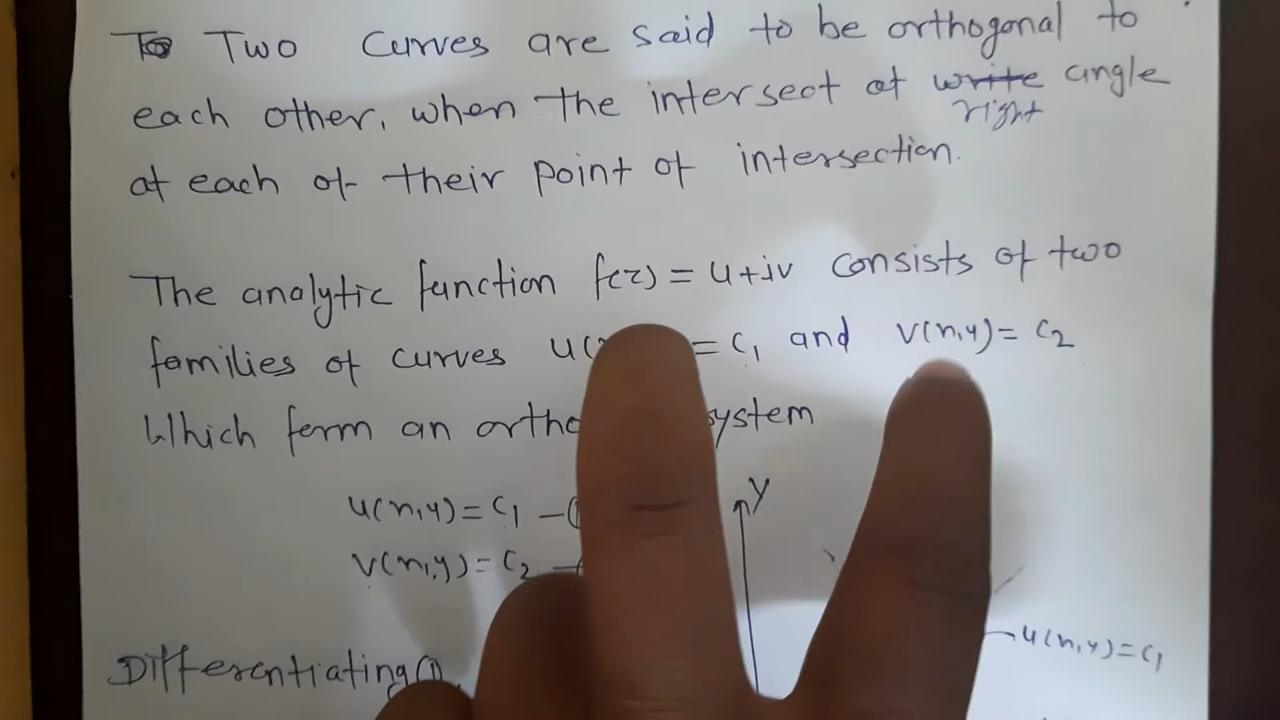 Two Curves are said to be orthogonal to
each other, when the intersect at write angle
right
at each of their point of intersection.
The analytic function f(z) = u+iv consists of two
families of curves u( = C1 and v(x,y) = C2
Which form an ortho system
u(x,y) = C1
v(x,y) = C2
y
u(x,y) = C1
Differentiating ①